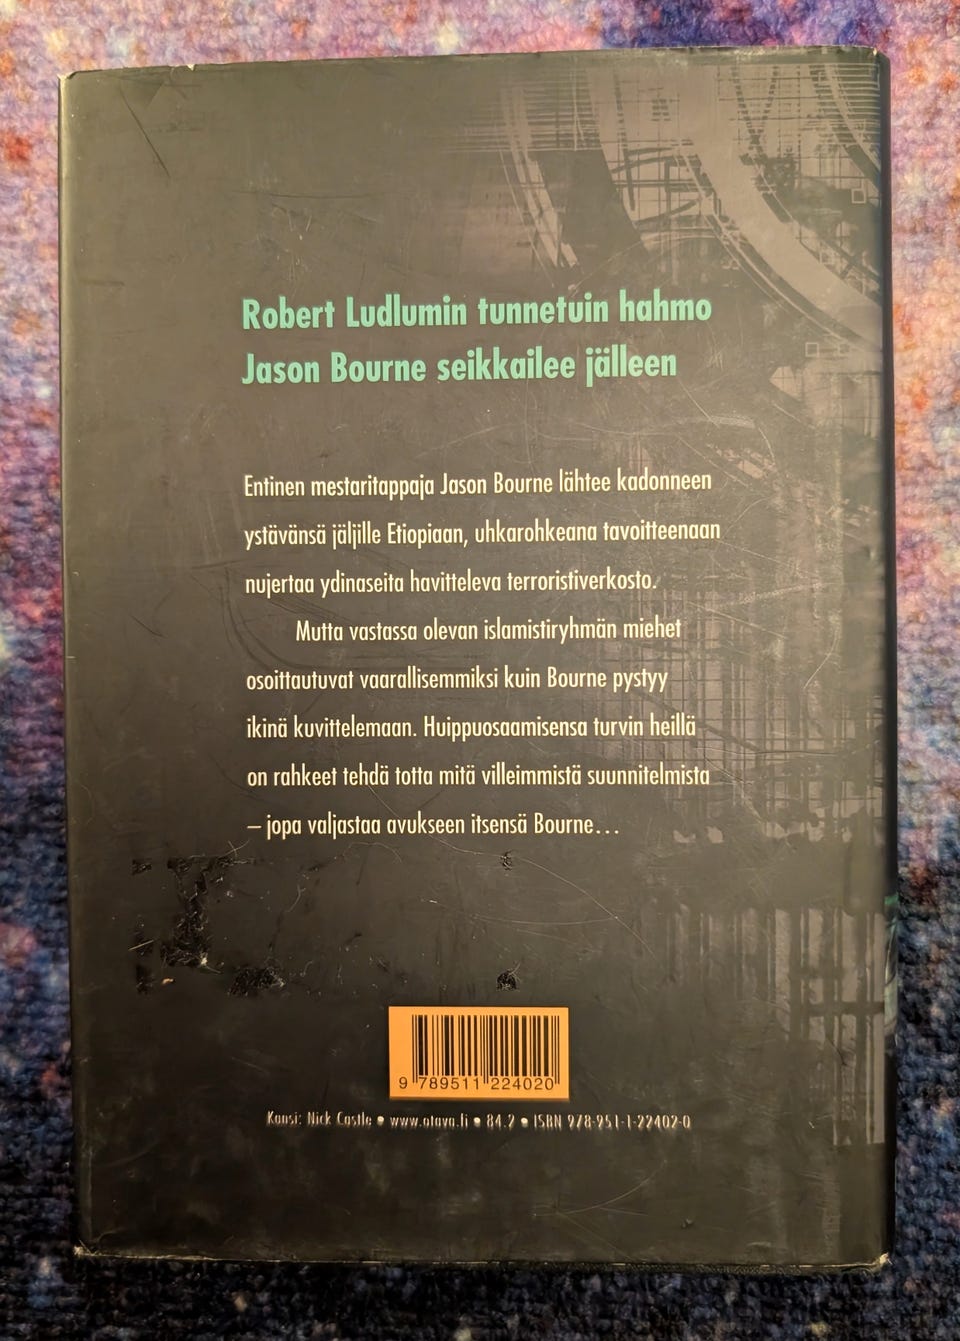 Robert Ludlumin tunnetuin hahmo
Jason Bourne seikkailee jälleen
Entinen mestaritappaja Jason Bourne lähtee kadonneen
ystävänsä jäljille Etiopiaan, uhkarohkeana tavoitteenaan
nujertaa ydinaseita havitteleva terroristiverkosto.
Mutta vastassa olevan islamistiryhmän miehet
osoittautuvat vaarallisemmiksi kuin Bourne pystyy
ikinä kuvittelemaan. Huippuosaamisensa turvin heillä
on rahkeet tehdä totta mitä villeimmistä suunnitelmista
– jopa valjastaa avukseen itsensä Bourne...
9 789511 224020
Kansi: Nick Castle • www.otava.fi • 84.2 • ISBN 978-951-1-22402-0